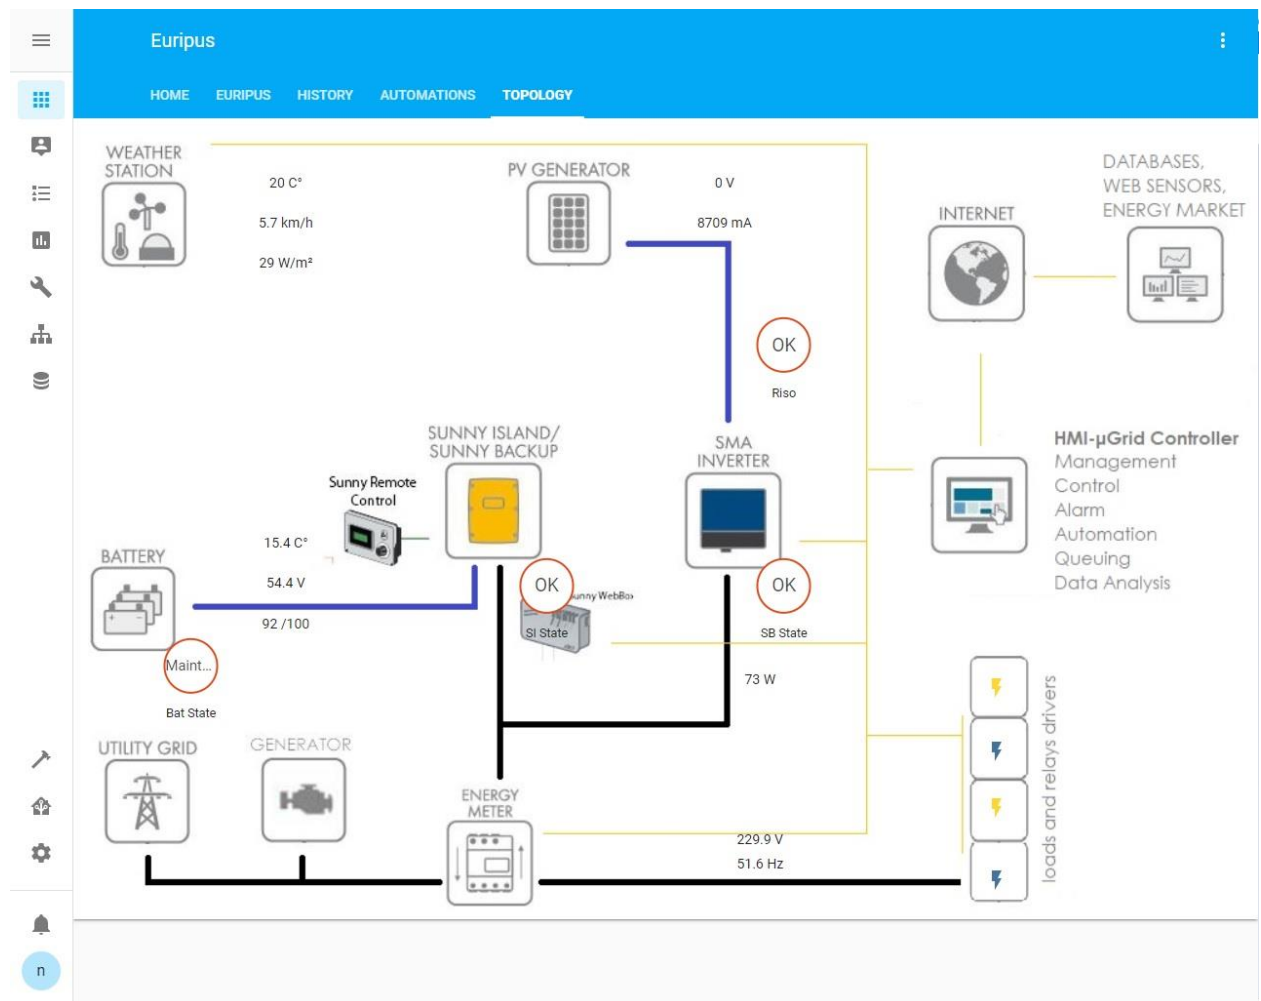 Euripus
HOME EURIPUS HISTORY AUTOMATIONS TOPOLOGY
WEATHER
STATION
20 C°
5.7 km/h
29 W/m²
PV GENERATOR
0 V
8709 mA
INTERNET
DATABASES,
WEB SENSORS,
ENERGY MARKET
OK
Riso
SUNNY ISLAND/
SUNNY BACKUP
SMA
INVERTER
HMI-μGrid Controller
Management
Control
Alarm
Automation
Queuing
Data Analysis
Sunny Remote
Control
BATTERY
15.4 C°
54.4 V
92 /100
OK
SI State
unny WebBox
OK
SB State
Maint...
Bat State
73 W
UTILITY GRID
GENERATOR
ENERGY
METER
229.9 V
51.6 Hz
loads and relays drivers
n